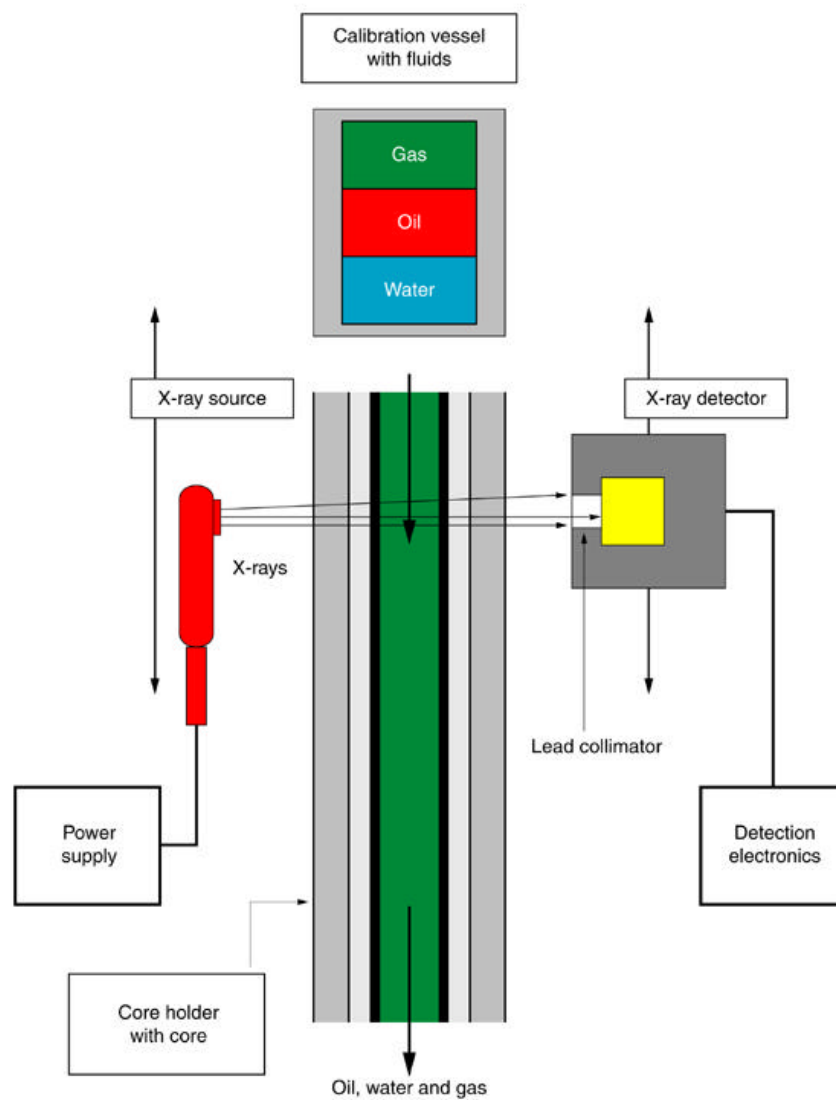 Calibration vessel
with fluids
Gas
Oil
Water
X-ray source
X-ray detector
X-rays
Lead collimator
Power
supply
Detection
electronics
Core holder
with core
Oil, water and gas